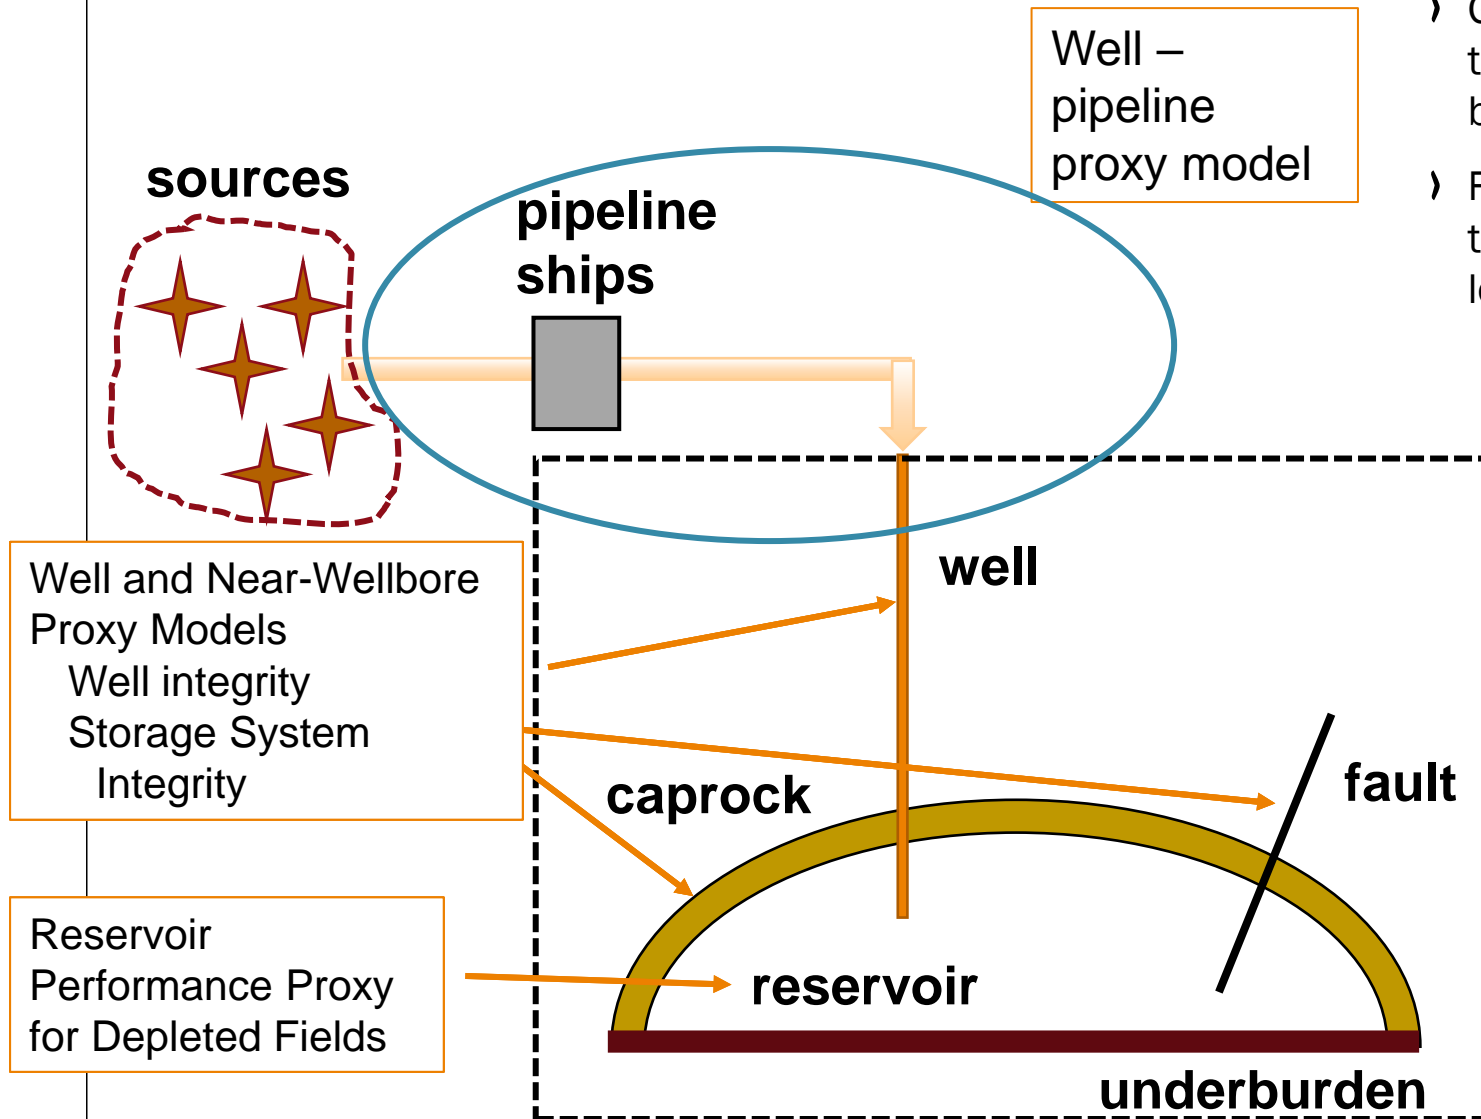 Well –
pipeline
proxy model
sources
pipeline
ships
well
Well and Near-Wellbore
Proxy Models
Well integrity
Storage System
Integrity
caprock
fault
Reservoir
Performance Proxy
for Depleted Fields
reservoir
underburden